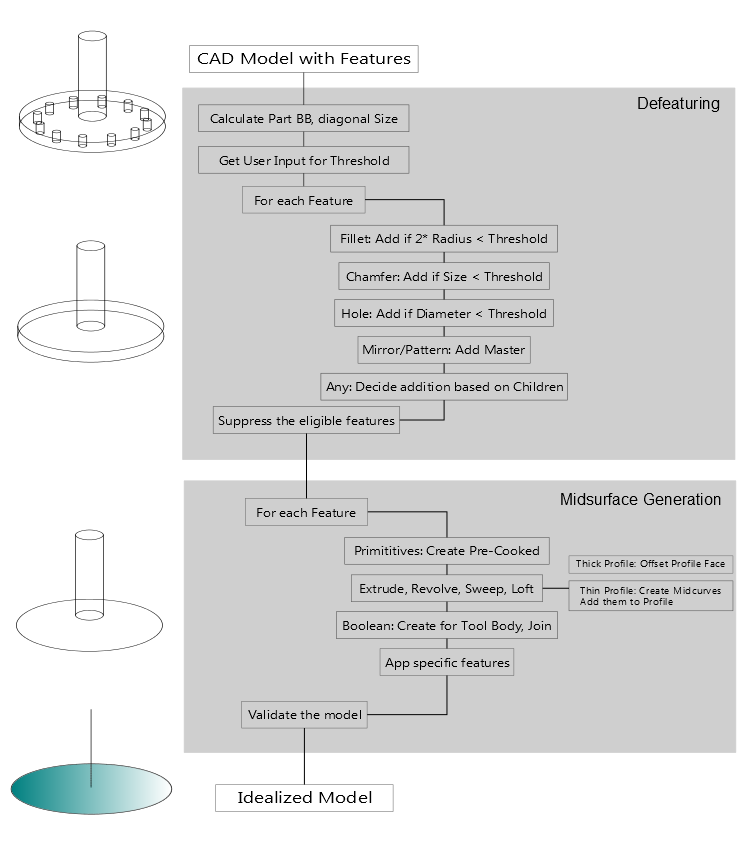 CAD Model with Features
Defeaturing
Calculate Part BB, diagonal Size
Get User Input for Threshold
For each Feature
Fillet: Add if 2* Radius < Threshold
Chamfer: Add if Size < Threshold
Hole: Add if Diameter < Threshold
Mirror/Pattern: Add Master
Any: Decide addition based on Children
Suppress the eligible features
Midsurface Generation
For each Feature
Primititives: Create Pre-Cooked
Thick Profile: Offset Profile Face
Extrude, Revolve, Sweep, Loft
Thin Profile: Create Midcurves
Add them to Profile
Boolean: Create for Tool Body, Join
App specific features
Validate the model
Idealized Model